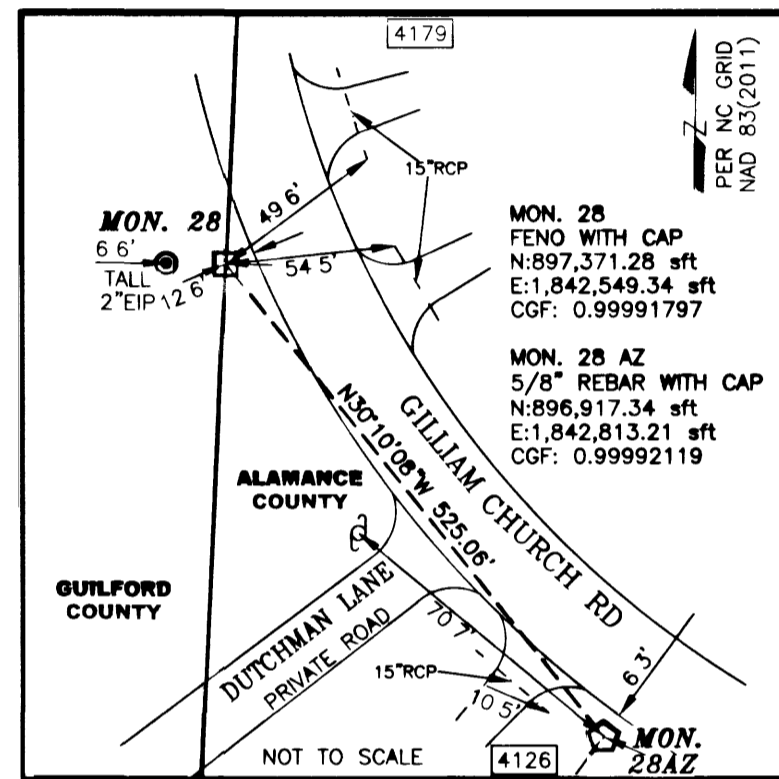 4179
Z
PER NC GRID
NAD 83(2011)
15"RCP
49 6'
MON. 28
6 6'
TALL
2"EIP
12 6'
54 5'
MON. 28
FENO WITH CAP
N:897,371.28 sft
E:1,842,549.34 sft
CGF: 0.99991797
MON. 28 AZ
5/8" REBAR WITH CAP
N:896,917.34 sft
E:1,842,813.21 sft
CGF: 0.99992119
N30°10'08"W 525.06'
GILLIAM CHURCH RD
ALAMANCE
COUNTY
GUILFORD
COUNTY
DUTCHMAN LANE
PRIVATE ROAD
70 7'
15"RCP
10 5'
6 3'
NOT TO SCALE
4126
MON.
28AZ